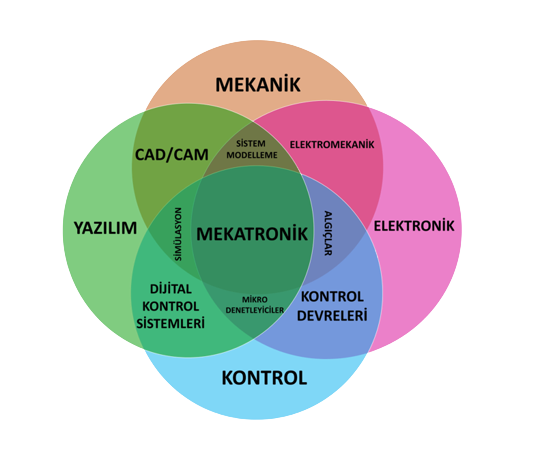 MEKANİK
SİSTEM
MODELLEME
ELEKTROMEKANİK
CAD/CAM
YAZILIM
SİMÜLASYON
MEKATRONİK
ALGIÇLAR
ELEKTRONİK
DİJİTAL
KONTROL
SİSTEMLERİ
MİKRO
DENETLEYİCİLER
KONTROL
DEVRELERİ
KONTROL